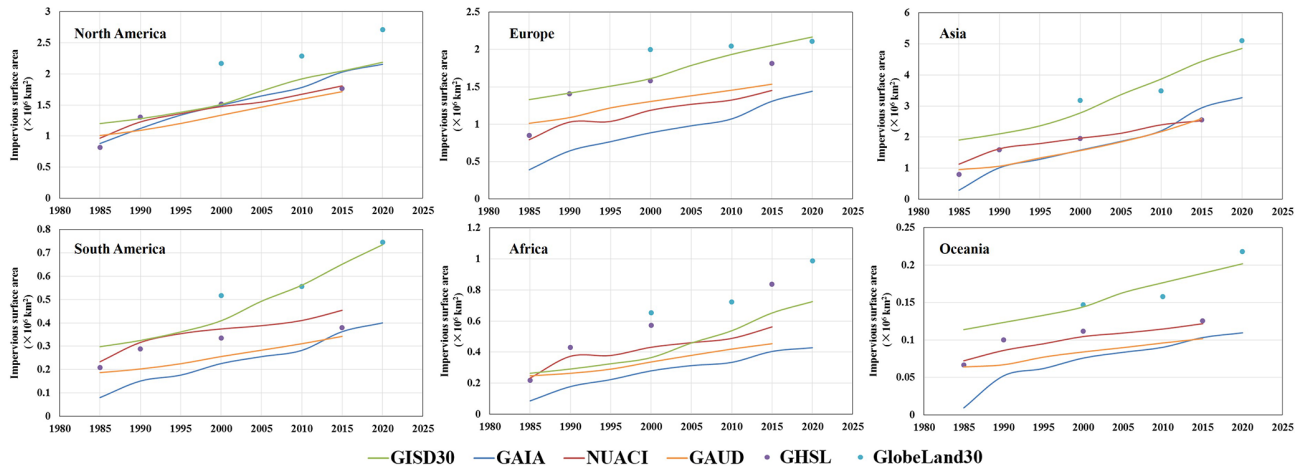 North America
Impervious surface area
(×10⁶ km²)
3
2.5
2
1.5
1
0.5
0
1980 1985 1990 1995 2000 2005 2010 2015 2020 2025
Europe
Impervious surface area
(×10⁶ km²)
2.5
2
1.5
1
0.5
0
1980 1985 1990 1995 2000 2005 2010 2015 2020 2025
Asia
Impervious surface area
(×10⁶ km²)
6
5
4
3
2
1
0
1980 1985 1990 1995 2000 2005 2010 2015 2020 2025
South America
Impervious surface area
(×10⁶ km²)
0.8
0.7
0.6
0.5
0.4
0.3
0.2
0.1
0
1980 1985 1990 1995 2000 2005 2010 2015 2020 2025
Africa
Impervious surface area
(×10⁶ km²)
1.2
1
0.8
0.6
0.4
0.2
0
1980 1985 1990 1995 2000 2005 2010 2015 2020 2025
Oceania
Impervious surface area
(×10⁶ km²)
0.25
0.2
0.15
0.1
0.05
0
1980 1985 1990 1995 2000 2005 2010 2015 2020 2025
GISD30 GAIA NUACI GAUD GHSL GlobeLand30